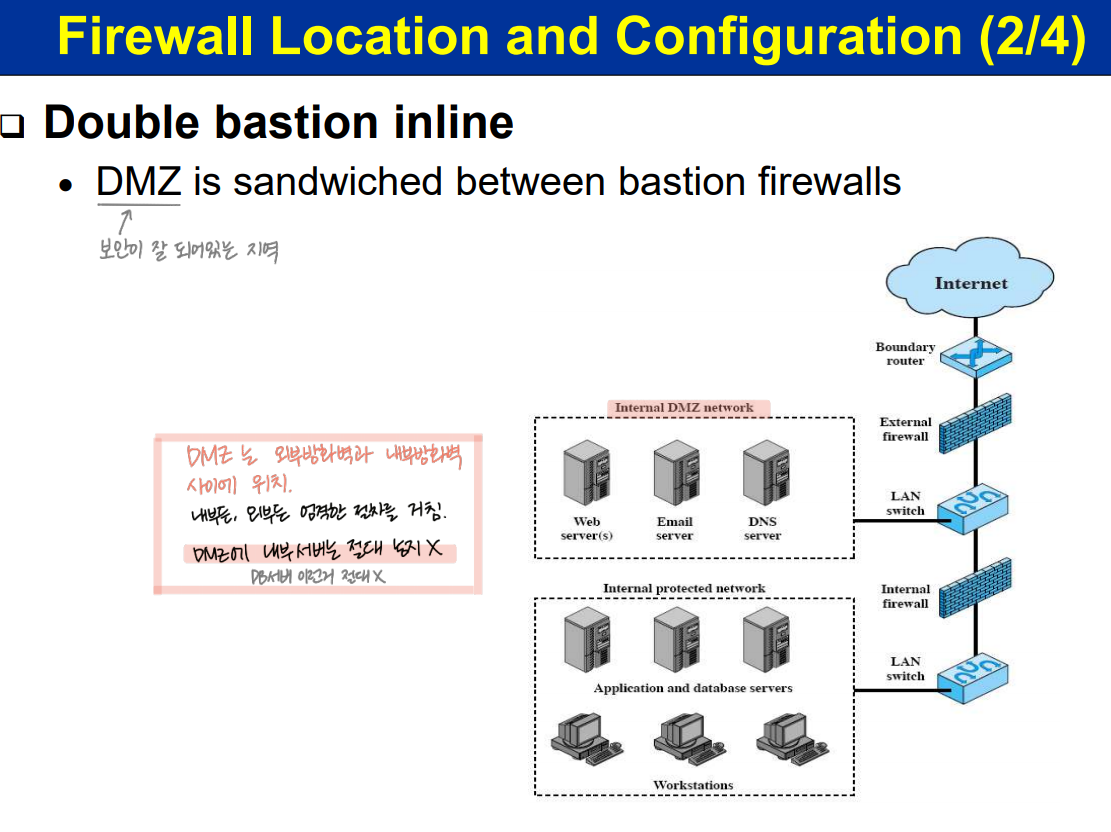 Firewall Location and Configuration (2/4)
Double bastion inline
DMZ is sandwiched between bastion firewalls
보안이 잘 되어있는 지역
Internet
Boundary
router
External
firewall
LAN
switch
Internal
firewall
LAN
switch
Internal DMZ network
Web
server(s)
Email
server
DNS
server
Internal protected network
Application and database servers
Workstations
DMZ는 외부방화벽과 내부방화벽
사이에 위치.
내부든, 외부든 엄격한 절차를 거침.
DMZ에 내부서버는 절대 놓지 X
DB서버 이런거 절대 X